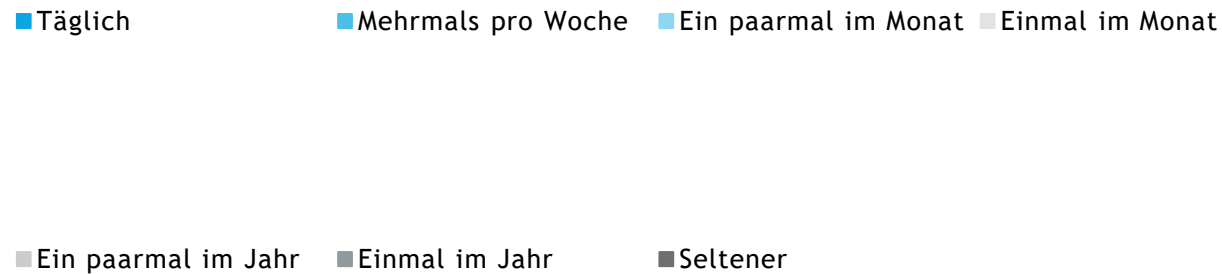 Täglich Mehrmals pro Woche Ein paarmal im Monat Einmal im Monat
Ein paarmal im Jahr Einmal im Jahr Seltener